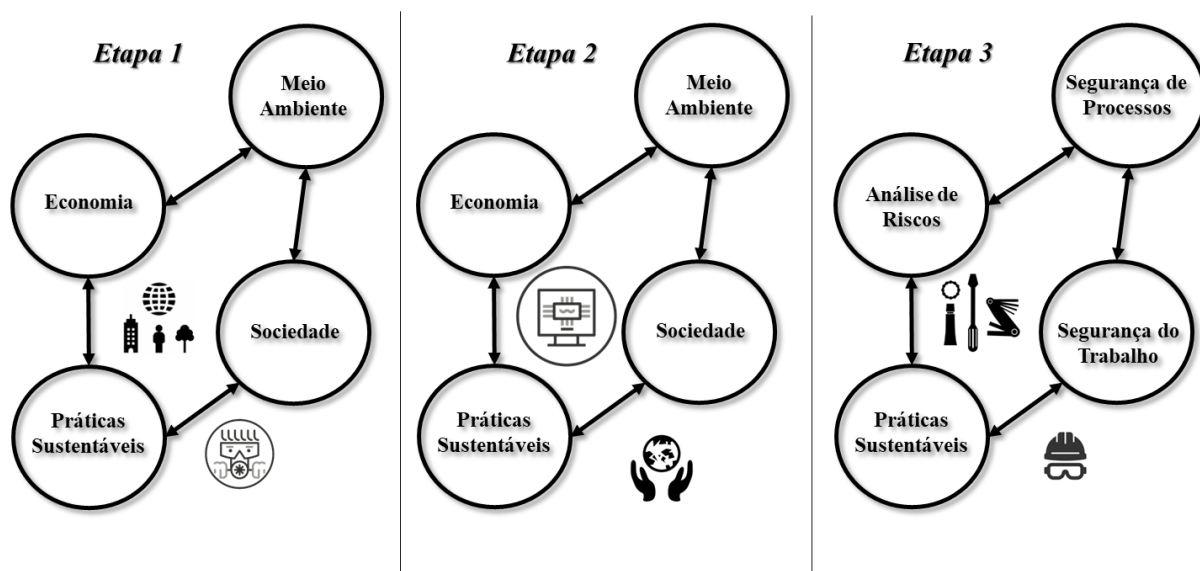 Etapa 1
Meio
Ambiente
Economia
Sociedade
Práticas
Sustentáveis
Etapa 2
Meio
Ambiente
Economia
Sociedade
Práticas
Sustentáveis
Etapa 3
Segurança de
Processos
Análise de
Riscos
Segurança do
Trabalho
Práticas
Sustentáveis